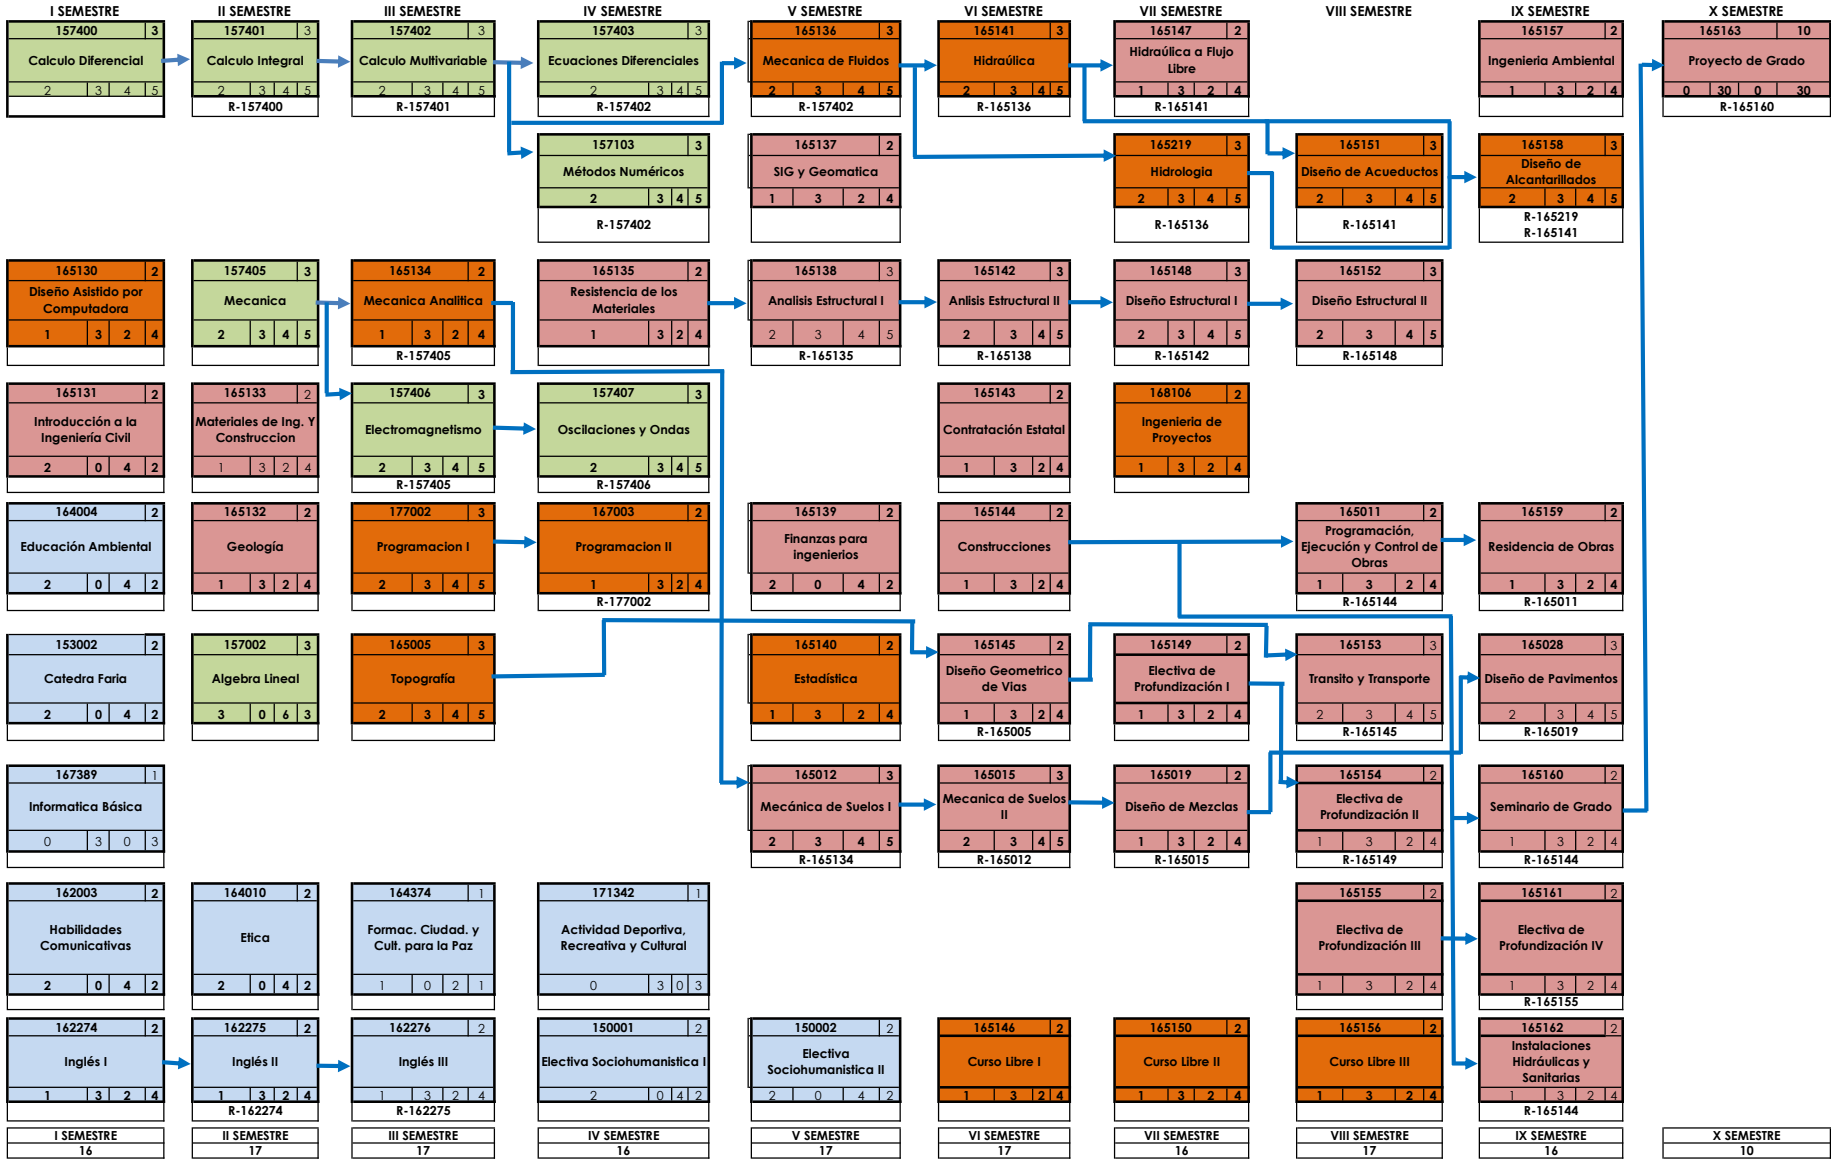 I SEMESTRE II SEMESTRE III SEMESTRE IV SEMESTRE V SEMESTRE VI SEMESTRE VII SEMESTRE VIII SEMESTRE IX SEMESTRE X SEMESTRE
157400 3 157401 3 157402 3 157403 3 165136 3 165141 3 165147 2 165157 2 165163 10
Calculo Diferencial Calculo Integral Calculo Multivariable Ecuaciones Diferenciales Mecanica de Fluidos Hidraúlica Hidraúlica a Flujo Libre Ingenieria Ambiental Proyecto de Grado
2 3 4 5 2 3 4 5 2 3 4 5 2 3 4 5 2 3 4 5 2 3 4 5 1 3 2 4 1 3 2 4 0 30 0 30
R-157400 R-157401 R-157402 R-157402 R-165136 R-165141 R-165160
157103 3 165137 2 165219 3 165151 3 165158 3
Métodos Numéricos SIG y Geomatica Hidrologia Diseño de Acueductos Diseño de Alcantarillados
2 3 4 5 1 3 2 4 2 3 4 5 2 3 4 5 2 3 4 5
R-157402 R-165136 R-165141 R-165219
R-165141
165130 2 157405 3 165134 2 165135 2 165138 3 165142 3 165148 3 165152 3
Diseño Asistido por Computadora Mecanica Mecanica Analitica Resistencia de los Materiales Analisis Estructural I Anlisis Estructural II Diseño Estructural I Diseño Estructural II
1 3 2 4 2 3 4 5 1 3 2 4 1 3 2 4 2 3 4 5 2 3 4 5 2 3 4 5 2 3 4 5
R-157405 R-165135 R-165138 R-165142 R-165148
165131 2 165133 2 157406 3 157407 3 165143 2 168106 2
Introducción a la Ingeniería Civil Materiales de Ing. Y Construccion Electromagnetismo Oscilaciones y Ondas Contratación Estatal Ingenieria de Proyectos
2 0 4 2 1 3 2 4 2 3 4 5 2 3 4 5 1 3 2 4 1 3 2 4
R-157405 R-157406
164004 2 165132 2 177002 3 167003 2 165139 2 165144 2 165011 2 165159 2
Educación Ambiental Geología Programacion I Programacion II Finanzas para ingenierios Construcciones Programación, Ejecución y Control de Obras Residencia de Obras
2 0 4 2 1 3 2 4 2 3 4 5 1 3 2 4 2 0 4 2 1 3 2 4 1 3 2 4 1 3 2 4
R-177002 R-165144 R-165011
153002 2 157002 3 165005 3 165140 2 165145 2 165149 2 165153 3 165028 3
Catedra Faria Algebra Lineal Topografía Estadística Diseño Geometrico de Vias Electiva de Profundización I Transito y Transporte Diseño de Pavimentos
2 0 4 2 3 0 6 3 2 3 4 5 1 3 2 4 1 3 2 4 1 3 2 4 2 3 4 5 2 3 4 5
R-165005 R-165145 R-165019
167389 1 165012 3 165015 3 165019 2 165154 2 165160 2
Informatica Básica Mecánica de Suelos I Mecanica de Suelos II Diseño de Mezclas Electiva de Profundización II Seminario de Grado
0 3 0 3 2 3 4 5 2 3 4 5 1 3 2 4 1 3 2 4 1 3 2 4
R-165134 R-165012 R-165015 R-165149 R-165144
162003 2 164010 2 164374 1 171342 1 165155 2 165161 2
Habilidades Comunicativas Etica Formac. Ciudad. y Cult. para la Paz Actividad Deportiva, Recreativa y Cultural Electiva de Profundización III Electiva de Profundización IV
2 0 4 2 2 0 4 2 1 0 2 1 0 3 0 3 1 3 2 4 1 3 2 4
R-165155
162274 2 162275 2 162276 2 150001 2 150002 2 165146 2 165150 2 165156 2 165162 2
Inglés I Inglés II Inglés III Electiva Sociohumanistica I Electiva Sociohumanistica II Curso Libre I Curso Libre II Curso Libre III Instalaciones Hidráulicas y Sanitarias
1 3 2 4 1 3 2 4 1 3 2 4 2 0 4 2 2 0 4 2 1 3 2 4 1 3 2 4 1 3 2 4 1 3 2 4
R-162274 R-162275 R-165144
I SEMESTRE II SEMESTRE III SEMESTRE IV SEMESTRE V SEMESTRE VI SEMESTRE VII SEMESTRE VIII SEMESTRE IX SEMESTRE X SEMESTRE
16 17 17 16 17 17 16 17 16 10